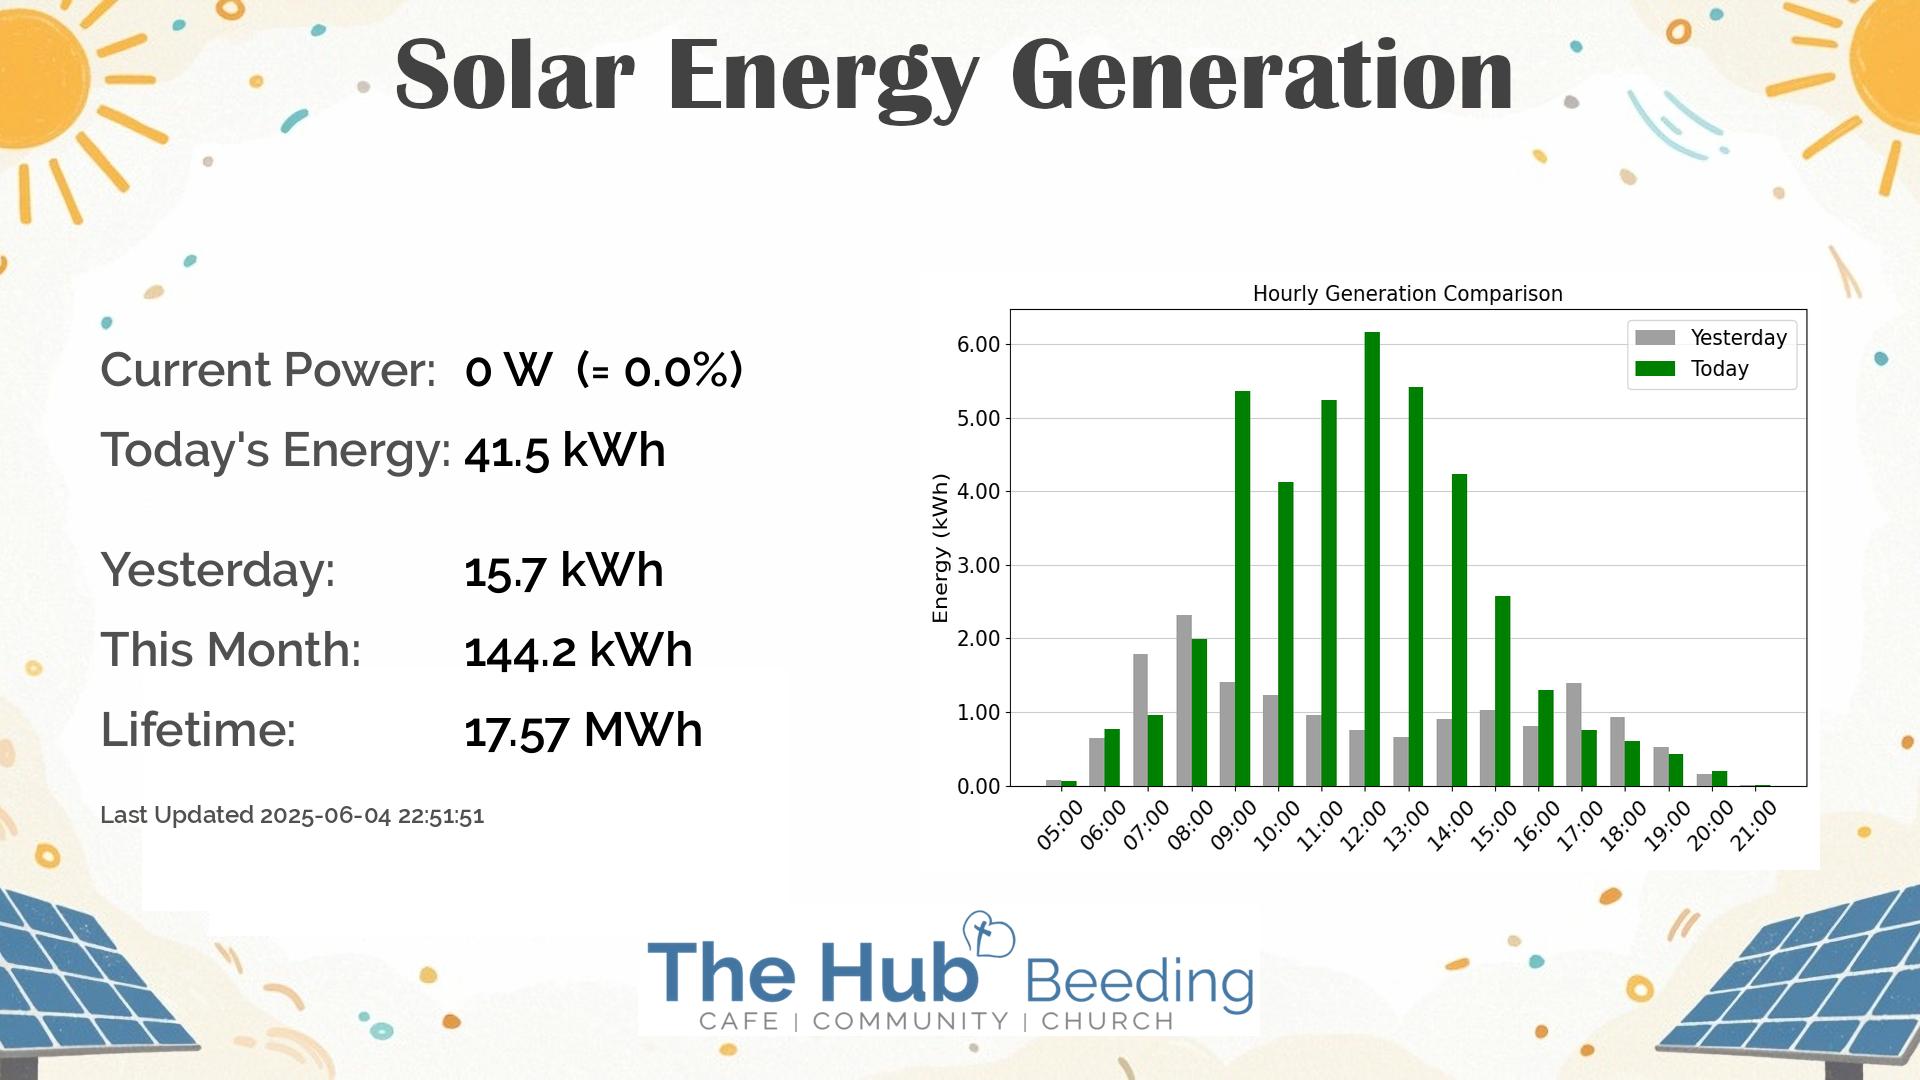 Solar Energy Generation
Current Power: 0 W (= 0.0%)
Today's Energy: 41.5 kWh
Yesterday: 15.7 kWh
This Month: 144.2 kWh
Lifetime: 17.57 MWh
Last Updated 2025-06-04 22:51:51
Hourly Generation Comparison
Yesterday
Today
Energy (kWh)
6.00
5.00
4.00
3.00
2.00
1.00
0.00
05:00 06:00 07:00 08:00 09:00 10:00 11:00 12:00 13:00 14:00 15:00 16:00 17:00 18:00 19:00 20:00 21:00
The Hub Beeding
CAFE | COMMUNITY | CHURCH